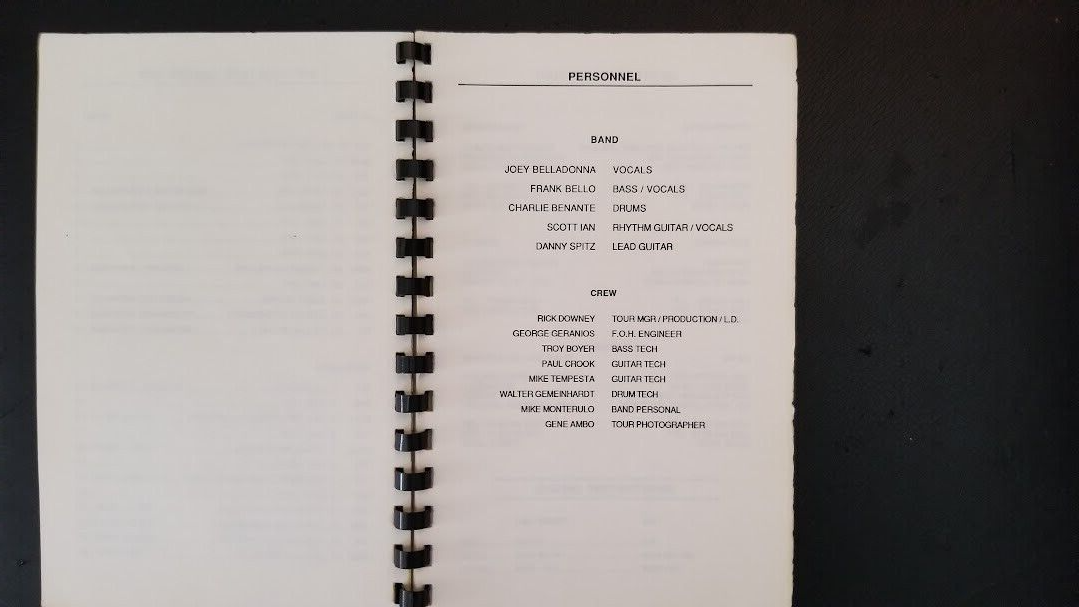 PERSONNEL
BAND
JOEY BELLADONNA VOCALS
FRANK BELLO BASS / VOCALS
CHARLIE BENANTE DRUMS
SCOTT IAN RHYTHM GUITAR / VOCALS
DANNY SPITZ LEAD GUITAR
CREW
RICK DOWNEY TOUR MGR / PRODUCTION / L.D.
GEORGE GERANIOS F.O.H. ENGINEER
TROY BOYER BASS TECH
PAUL CROOK GUITAR TECH
MIKE TEMPESTA GUITAR TECH
WALTER GEMEINHARDT DRUM TECH
MIKE MONTERULO BAND PERSONAL
GENE AMBO TOUR PHOTOGRAPHER